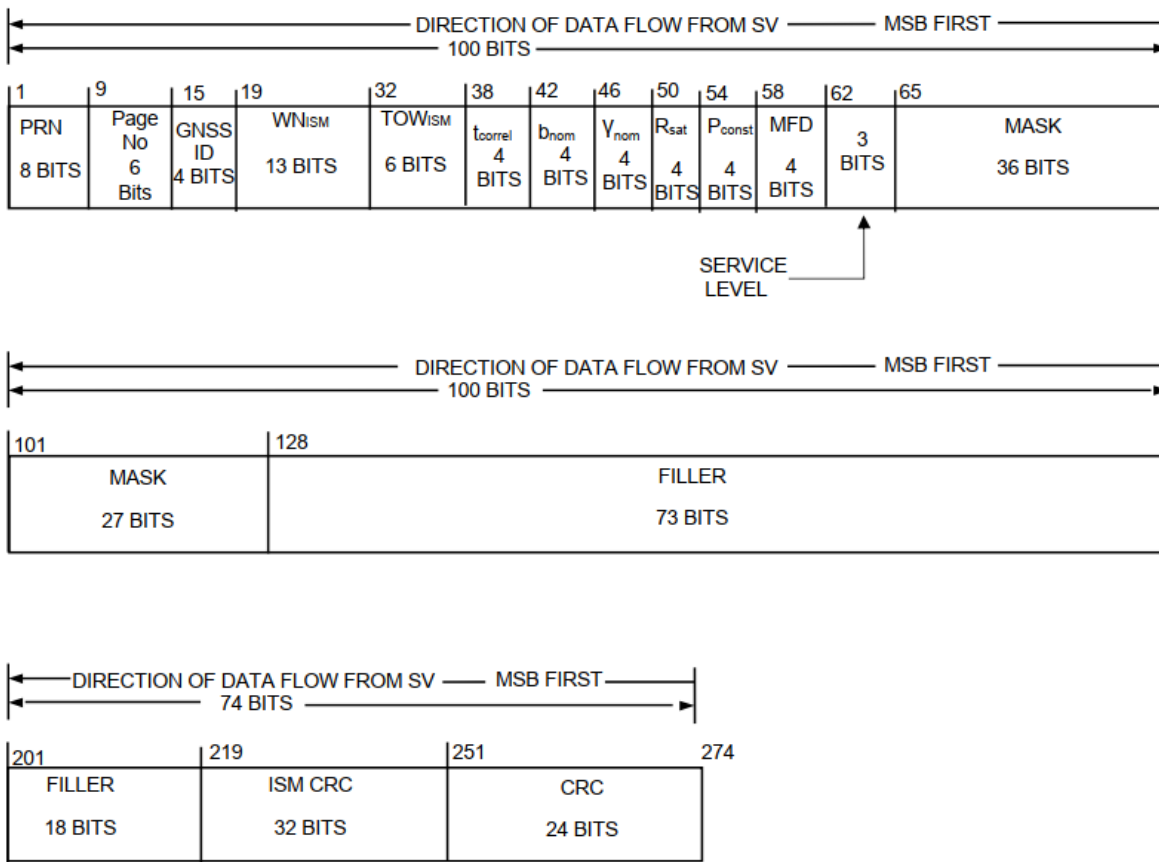 DIRECTION OF DATA FLOW FROM SV MSB FIRST
100 BITS
1 9 15 19 32 38 42 46 50 54 58 62 65
PRN
8 BITS
Page
No
6
Bits
GNSS
ID
4 BITS
WNISM
13 BITS
TOWISM
6 BITS
tcorrel
4
BITS
bnom
4
BITS
γnom
4
BITS
Rsat
4
BITS
Pconst
4
BITS
MFD
4
BITS
3
BITS
MASK
36 BITS
SERVICE
LEVEL
DIRECTION OF DATA FLOW FROM SV MSB FIRST
100 BITS
101 128
MASK
27 BITS
FILLER
73 BITS
DIRECTION OF DATA FLOW FROM SV MSB FIRST
74 BITS
201 219 251 274
FILLER
18 BITS
ISM CRC
32 BITS
CRC
24 BITS